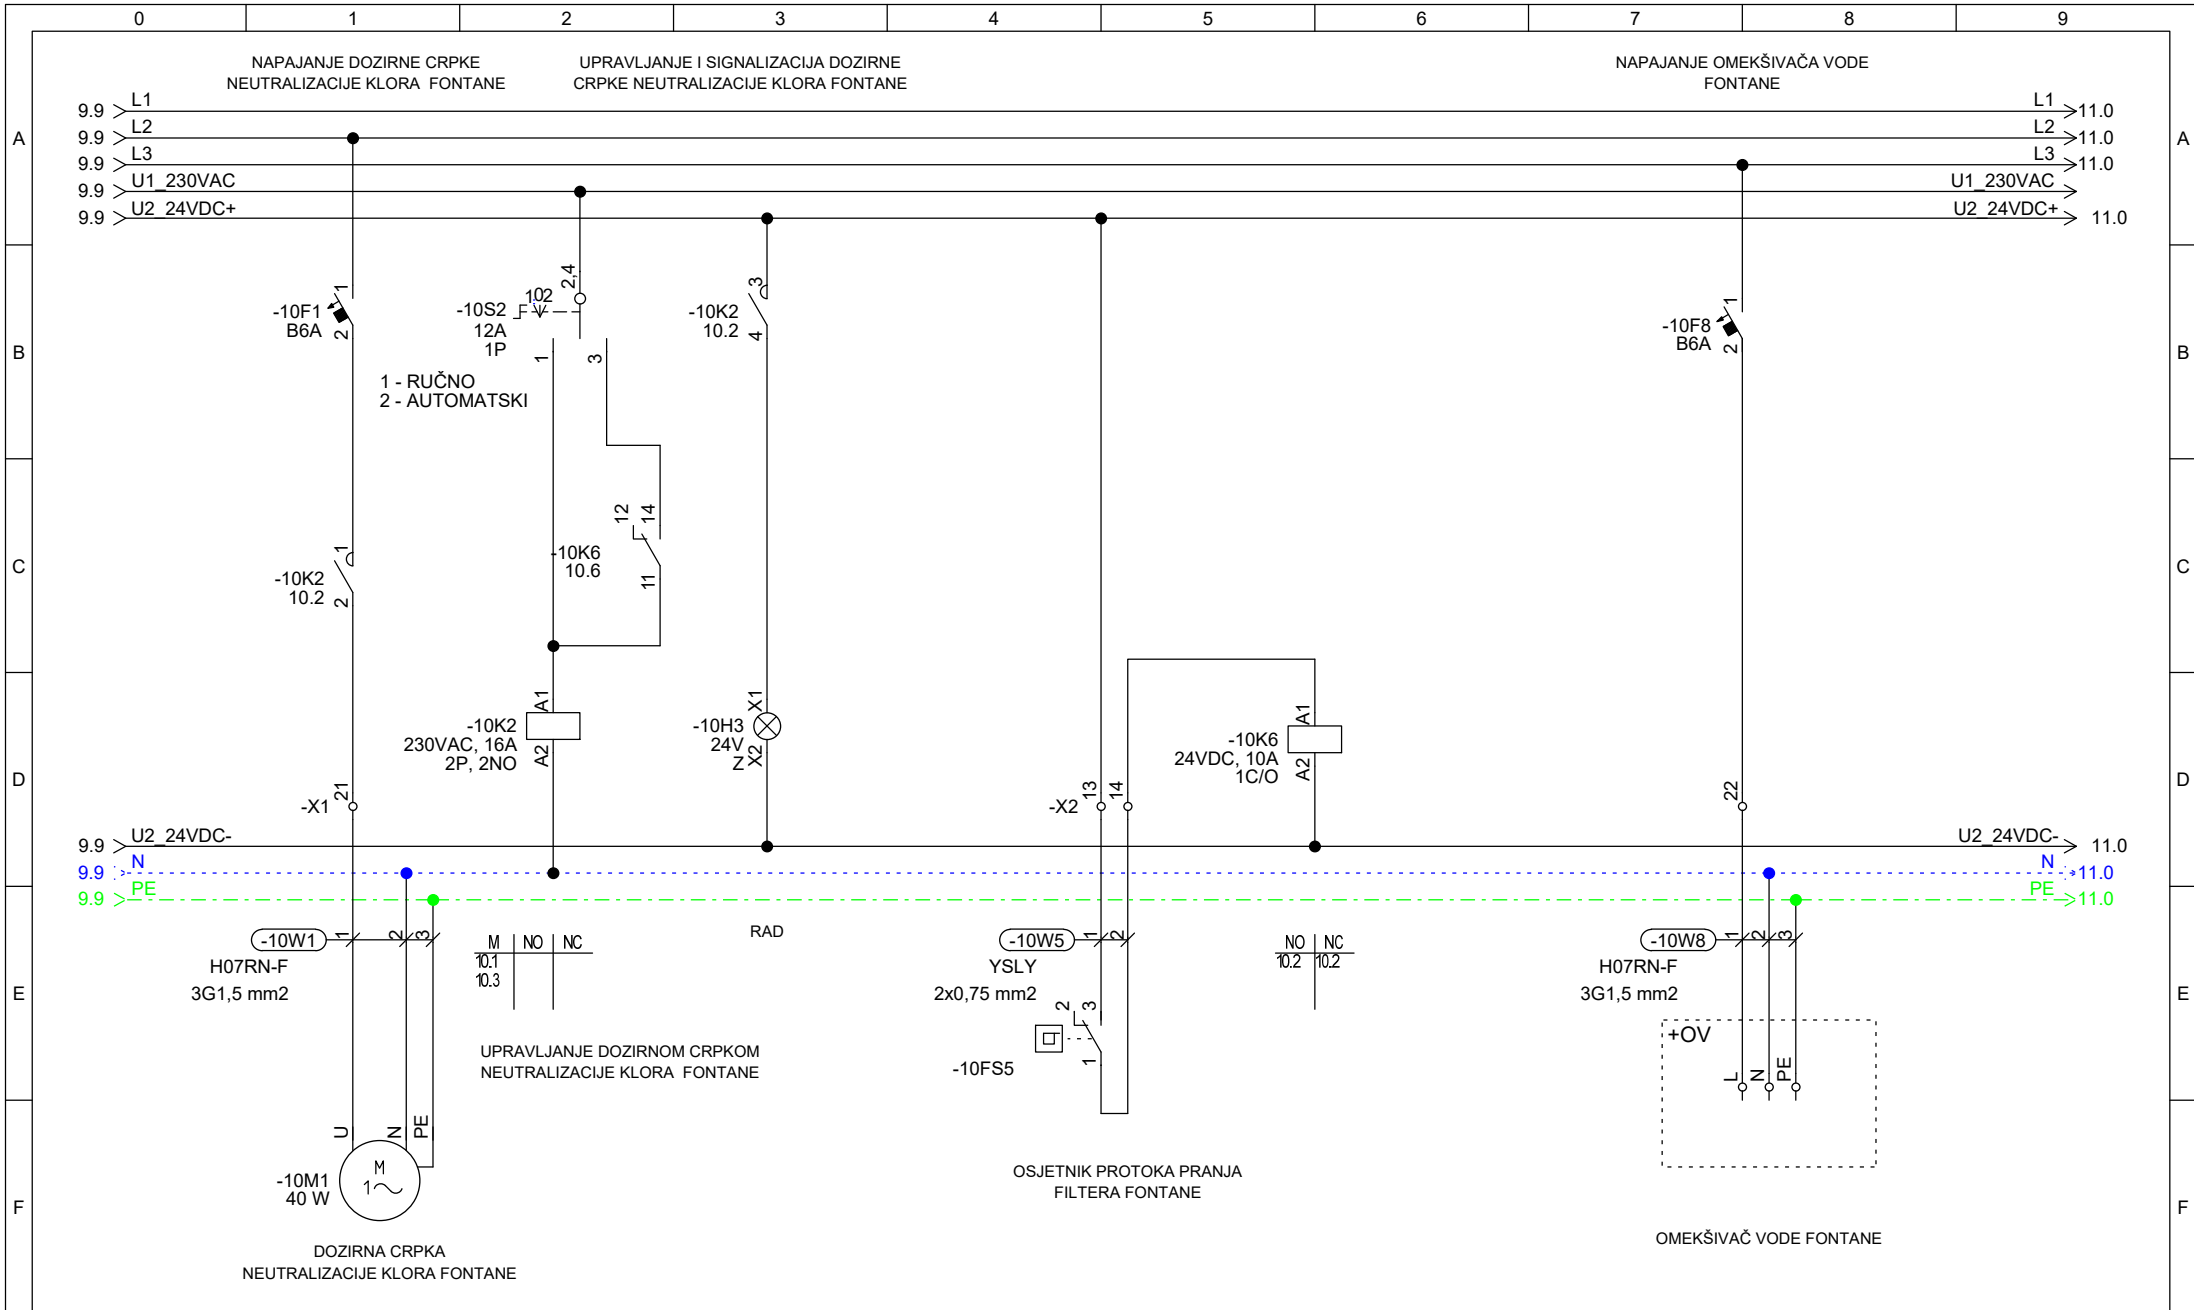 0 1 2 3 4 5 6 7 8 9
NAPAJANJE DOZIRNE CRPKE
NEUTRALIZACIJE KLORA FONTANE
UPRAVLJANJE I SIGNALIZACIJA DOZIRNE
CRPKE NEUTRALIZACIJE KLORA FONTANE
NAPAJANJE OMEKŠIVAČA VODE
FONTANE
9.9 L1 L1 11.0
A 9.9 L2 L2 11.0 A
9.9 L3 L3 11.0
9.9 U1_230VAC U1_230VAC
9.9 U2_24VDC+ U2_24VDC+ 11.0
B B
1
-10F1
B6A
2
2,4
1 0 2
-10S2
12A
1P
1
3
1 - RUČNO
2 - AUTOMATSKI
3
-10K2
10.2
4
1
-10F8
B6A
2
C C
1
-10K2
10.2
2
12
14
-10K6
10.6
11
D D
A1
-10K2
230VAC, 16A
2P, 2NO
A2
X1
-10H3
24V
Z
X2
A1
-10K6
24VDC, 10A
1C/O
A2
-X1
21
-X2
13
14
22
9.9 U2_24VDC- U2_24VDC- 11.0
9.9 N N 11.0
9.9 PE PE 11.0
E E
-10W1 1 2 3
H07RN-F
3G1,5 mm2
M NO NC
10.1
10.3
RAD
-10W5 1 2
YSLY
2x0,75 mm2
NO NC
10.2 10.2
-10W8 1 2 3
H07RN-F
3G1,5 mm2
UPRAVLJANJE DOZIRNOM CRPKOM
NEUTRALIZACIJE KLORA FONTANE
2
3
-10FS5
1
+OV
L
N
PE
F F
U
N
PE
M
1
-10M1
40 W
OSJETNIK PROTOKA PRANJA
FILTERA FONTANE
DOZIRNA CRPKA
NEUTRALIZACIJE KLORA FONTANE
OMEKŠIVAČ VODE FONTANE